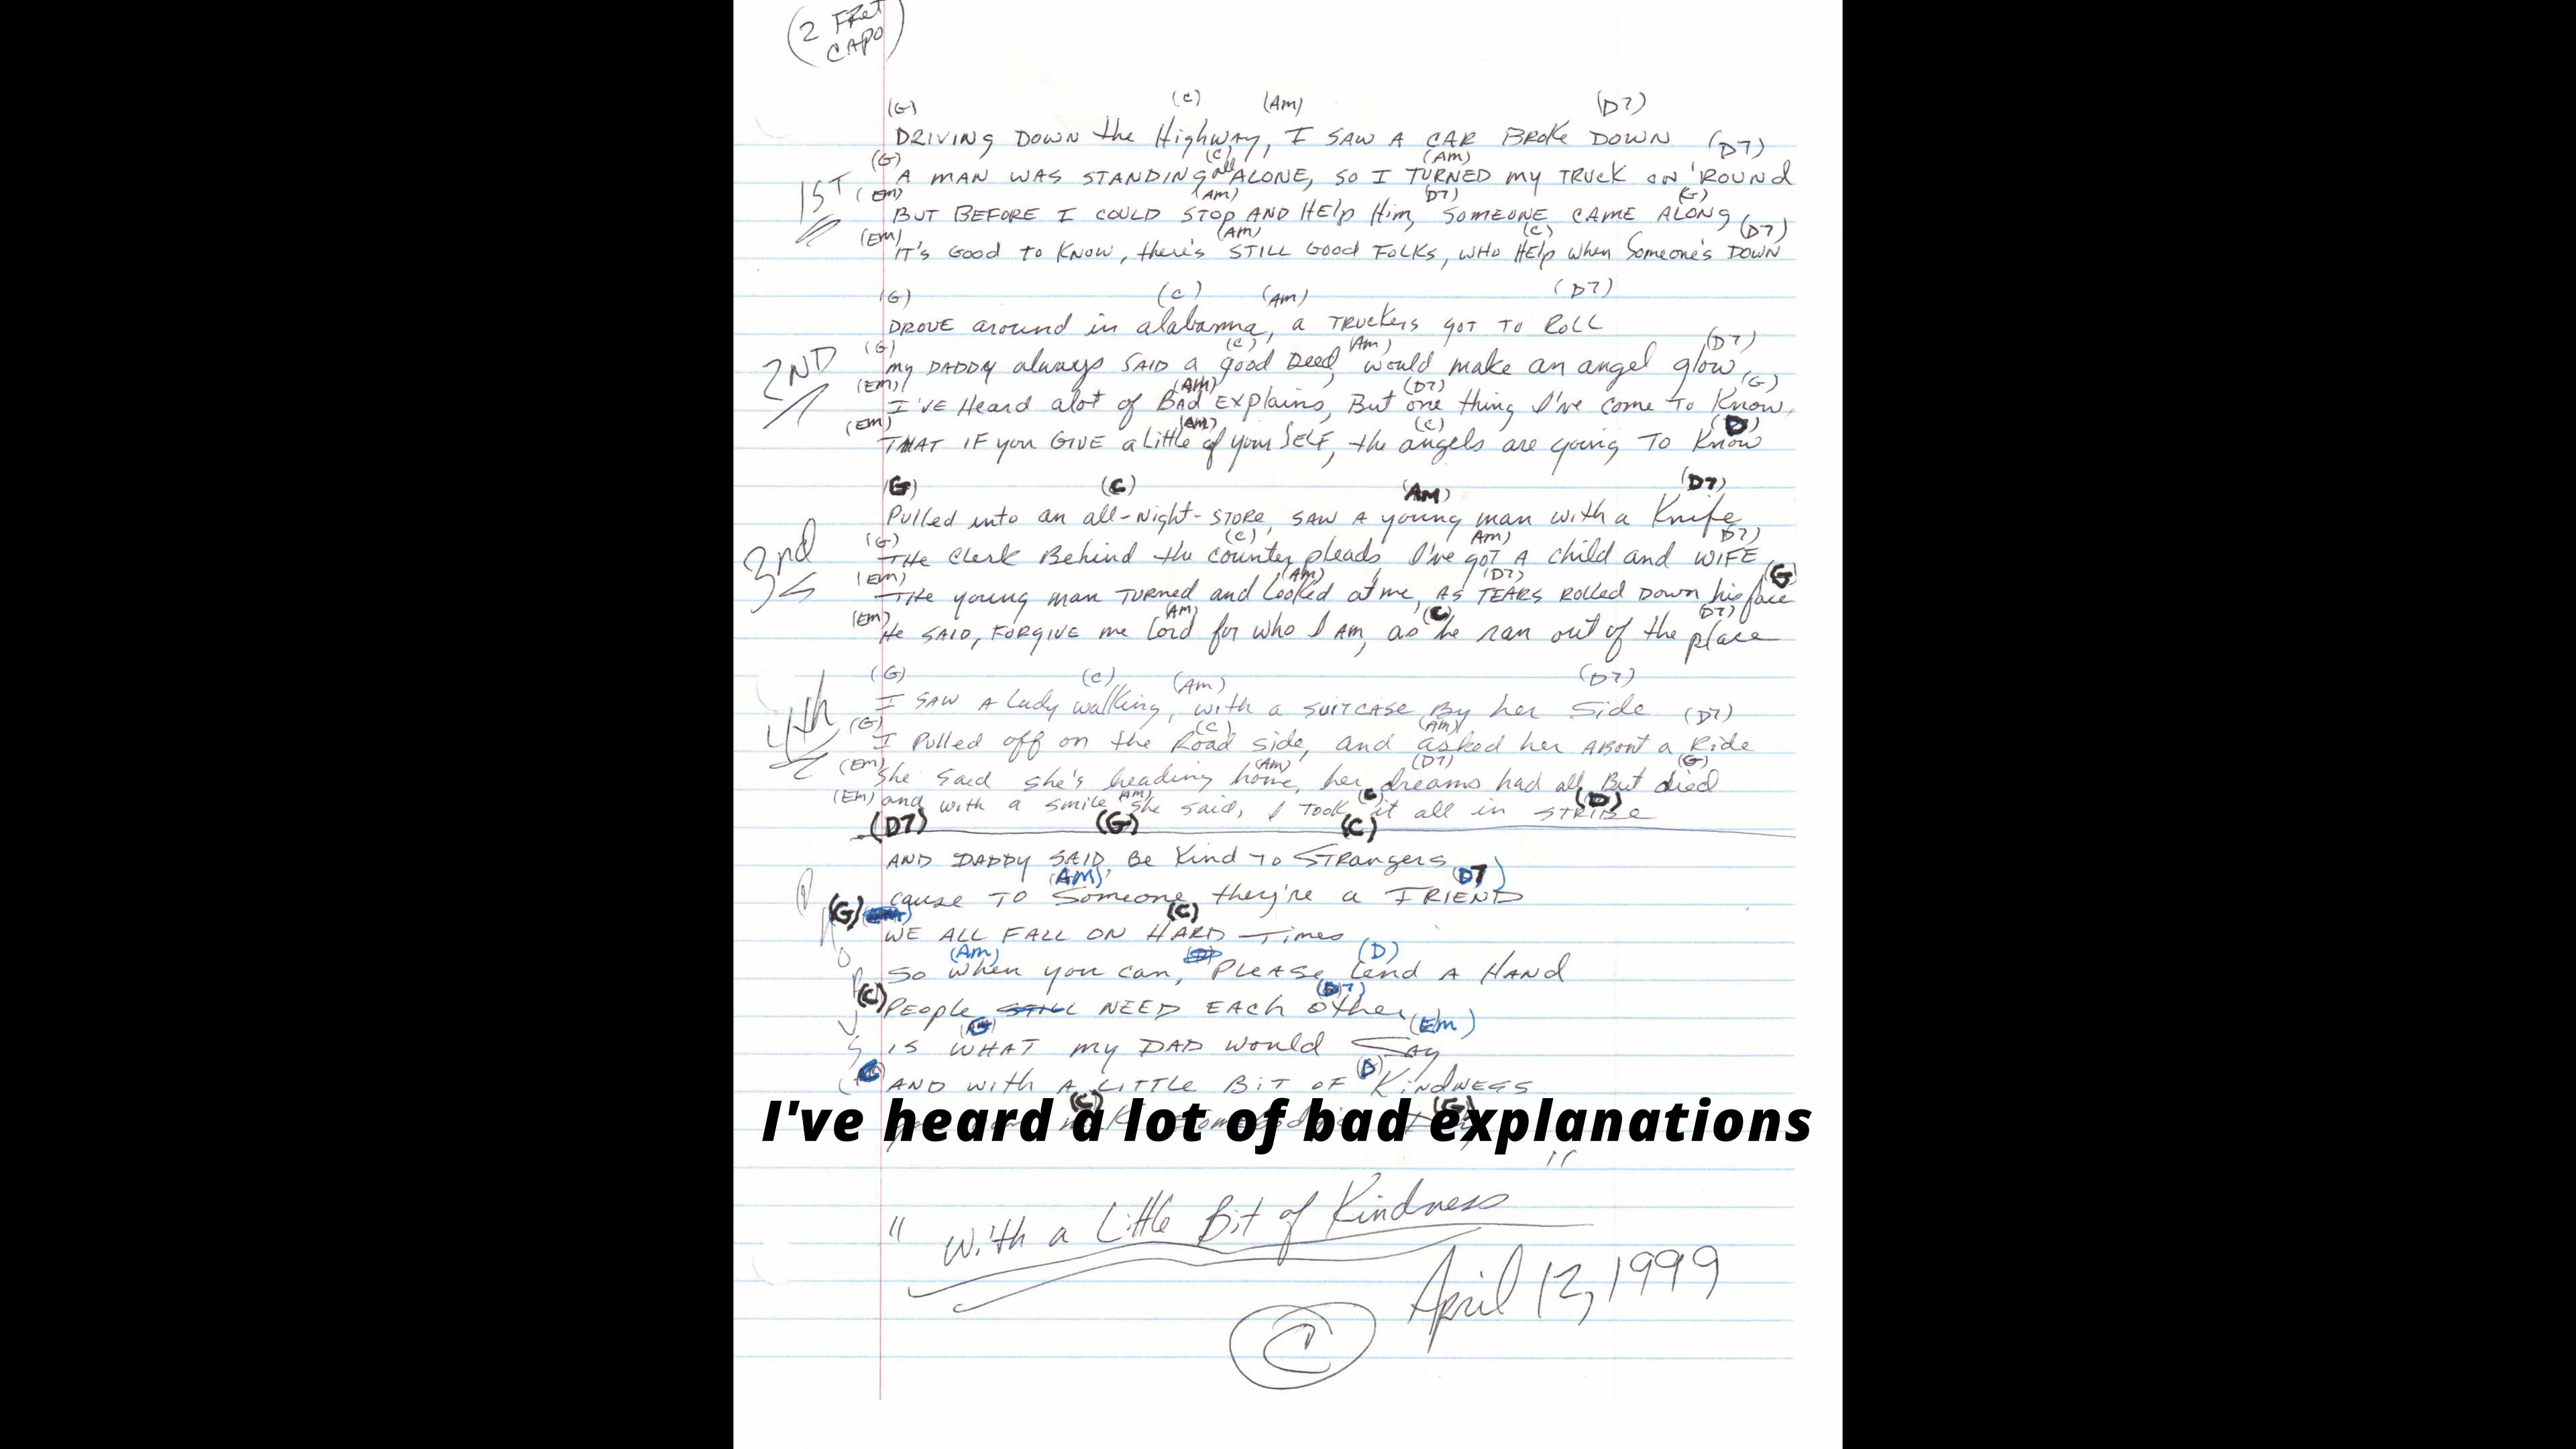 (2 FRet
CAPO)
(G) (C) (Am) (D7)
DRIVING DOWN the Highway, I SAW A CAR BROKE DOWN
(G) (C) (Am) (D7)
A MAN WAS STANDING all ALONE, SO I TURNED my TRUCK ON 'ROUND
1ST
(Em) (Am) (D7) (G)
BUT BEFORE I COULD STOP AND HELP Him, SOMEONE CAME ALONG
(Em) (Am) (C) (D7)
IT'S GOOD TO KNOW, there's STILL GOOD FOLKS, WHO HELP when Someone's DOWN
(G) (C) (Am) (D7)
DROVE around in alabama, a TRUCKERS GOT TO ROLL
2ND
(G) (C) (Am) (D7)
my DADDY always SAID a good Deed, would make an angel glow,
(Em) (Am) (D7) (G)
I'VE Heard alot of BAD EXPlains, But one thing I've come To Know,
(Em) (Am) (C) (D)
THAT IF you GIVE a Little of your SELF, the angels are going TO Know
(G) (C) (AM) (D7)
Pulled into an all-Night-STORE, SAW A young man with a Knife
3rd
(G) (C) (Am) (D7)
THe Clerk Behind the counter pleads, I've got A child and WIFE
(Em) (Am) (D7) (G)
THe young man TURNed and Looked at me, AS TEARS ROLLED DOWN his face
(Em) (AM) (C) (D7)
He SAID, FORGIVE me Lord for who I AM, as he ran out of the place
(G) (C) (Am) (D7)
I SAW A Lady walking, with a SUITCASE By her Side
4th
(G) (C) (Am) (D7)
I Pulled off on the Road side, and asked her ABOUT a Ride
(Em) (Am) (D7) (G)
She Said she's heading home, her dreams had all But died
(Em) (AM) (C) (D)
and with a smile she said, I TOOK it all in STRIDE
(D7) (G) (C)
AND DADDY SAID, Be Kind TO STRangers
(AM) (D7)
cause TO Someone they're a FRIEND
(G) (C)
WE ALL FALL ON HARD Times
(Am) (D)
SO when you can, PLEASE Lend A HAND
(C) (D7)
PEOPLE STILL NEED EACH Other
(G) (Em)
IS WHAT my DAD would Say
(C) (D)
AND WITH A LITTLE BIT OF KINDNESS
(C) (G)
I've heard a lot of bad explanations
"With a Little Bit of Kindness"
April 12, 1999
©